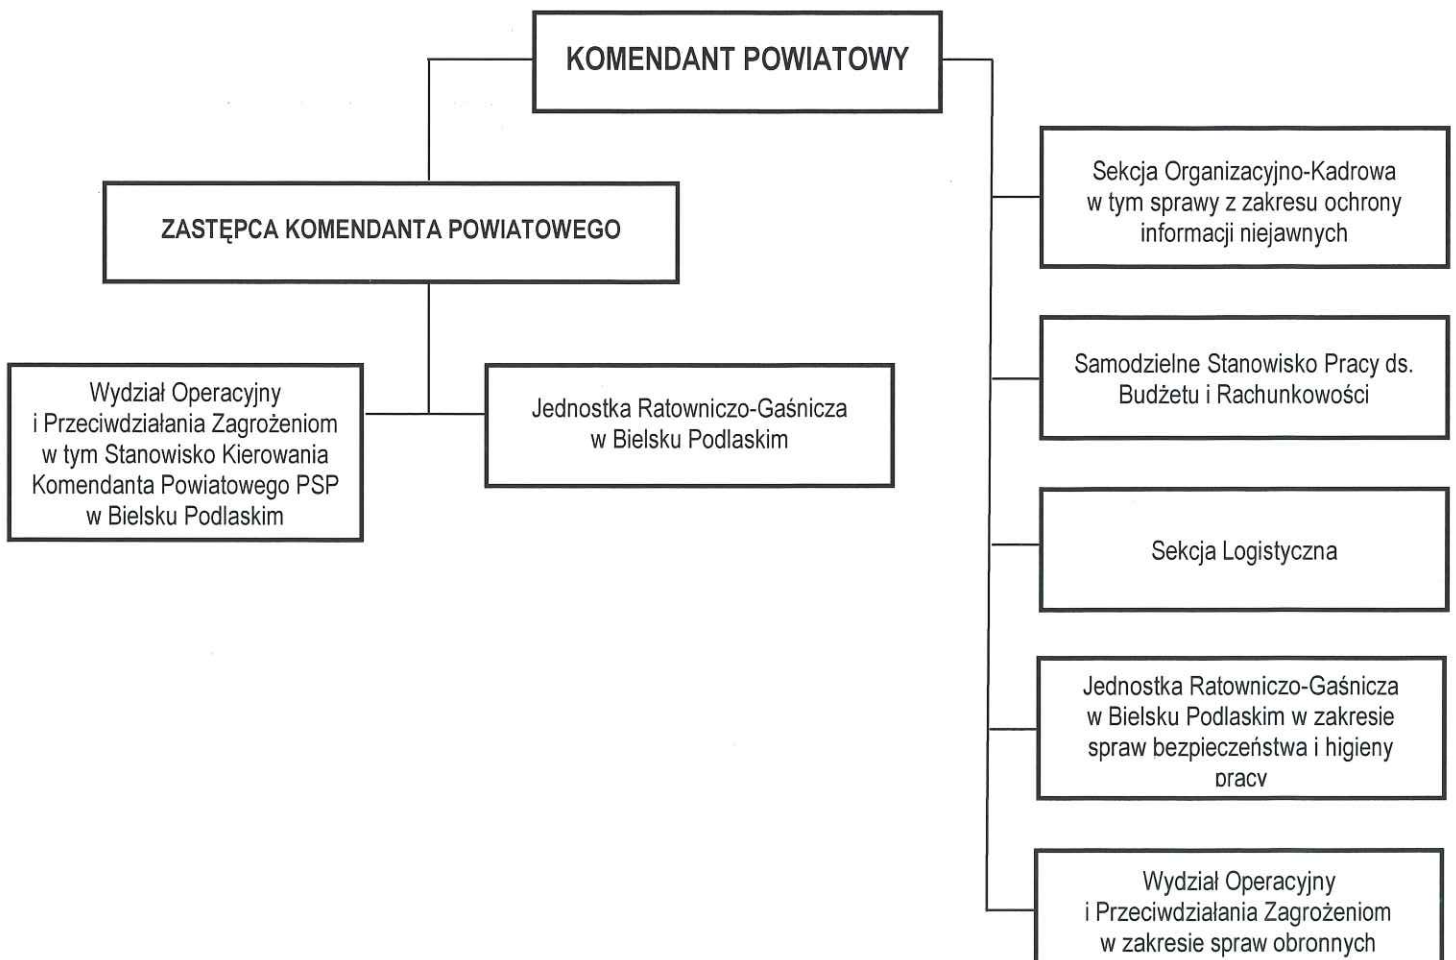 KOMENDANT POWIATOWY
ZASTĘPCA KOMENDANTA POWIATOWEGO
Wydział Operacyjny
i Przeciwdziałania Zagrożeniom
w tym Stanowisko Kierowania
Komendanta Powiatowego PSP
w Bielsku Podlaskim
Jednostka Ratowniczo-Gaśnicza
w Bielsku Podlaskim
Sekcja Organizacyjno-Kadrowa
w tym sprawy z zakresu ochrony
informacji niejawnych
Samodzielne Stanowisko Pracy ds.
Budżetu i Rachunkowości
Sekcja Logistyczna
Jednostka Ratowniczo-Gaśnicza
w Bielsku Podlaskim w zakresie
spraw bezpieczeństwa i higieny
pracy
Wydział Operacyjny
i Przeciwdziałania Zagrożeniom
w zakresie spraw obronnych